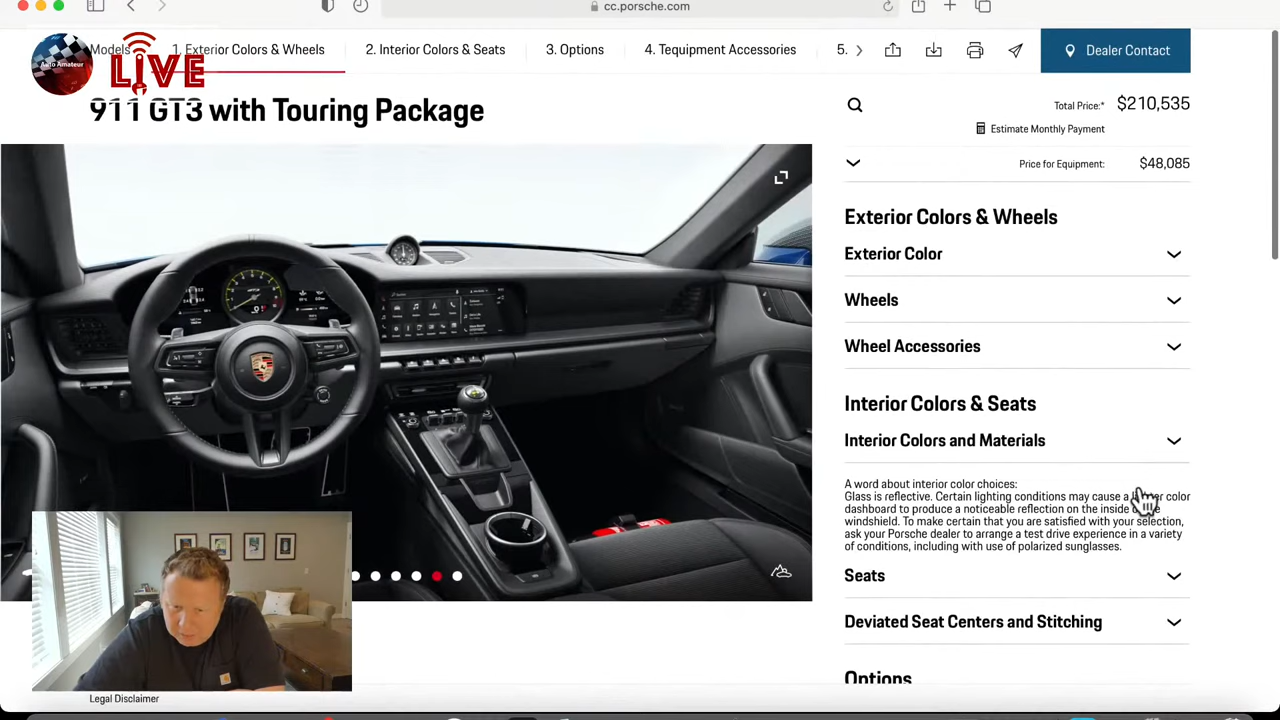 cc.porsche.com
Models
1. Exterior Colors & Wheels
2. Interior Colors & Seats
3. Options
4. Tequipment Accessories
5.
Dealer Contact
Auto Amateur
LIVE
911 GT3 with Touring Package
Total Price:* $210,535
Estimate Monthly Payment
Price for Equipment: $48,085
Exterior Colors & Wheels
Exterior Color
Wheels
Wheel Accessories
Interior Colors & Seats
Interior Colors and Materials
A word about interior color choices:
Glass is reflective. Certain lighting conditions may cause a color
dashboard to produce a noticeable reflection on the inside
windshield. To make certain that you are satisfied with your selection,
ask your Porsche dealer to arrange a test drive experience in a variety
of conditions, including with use of polarized sunglasses.
Seats
Deviated Seat Centers and Stitching
Options
Legal Disclaimer